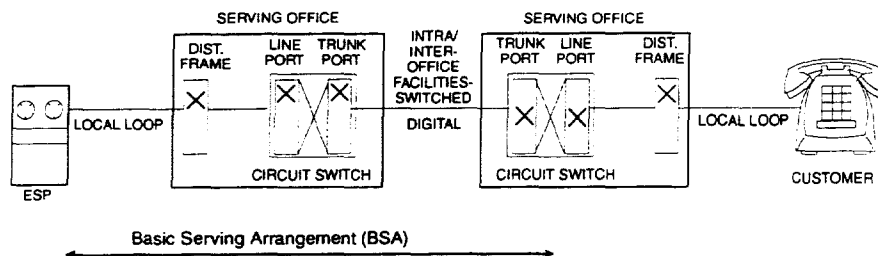 SERVING OFFICE
DIST.
FRAME
LINE
PORT
TRUNK
PORT
CIRCUIT SWITCH
INTRA/
INTER-
OFFICE
FACILITIES-
SWITCHED
DIGITAL
SERVING OFFICE
TRUNK
PORT
LINE
PORT
DIST.
FRAME
CIRCUIT SWITCH
LOCAL LOOP
ESP
LOCAL LOOP
CUSTOMER
Basic Serving Arrangement (BSA)